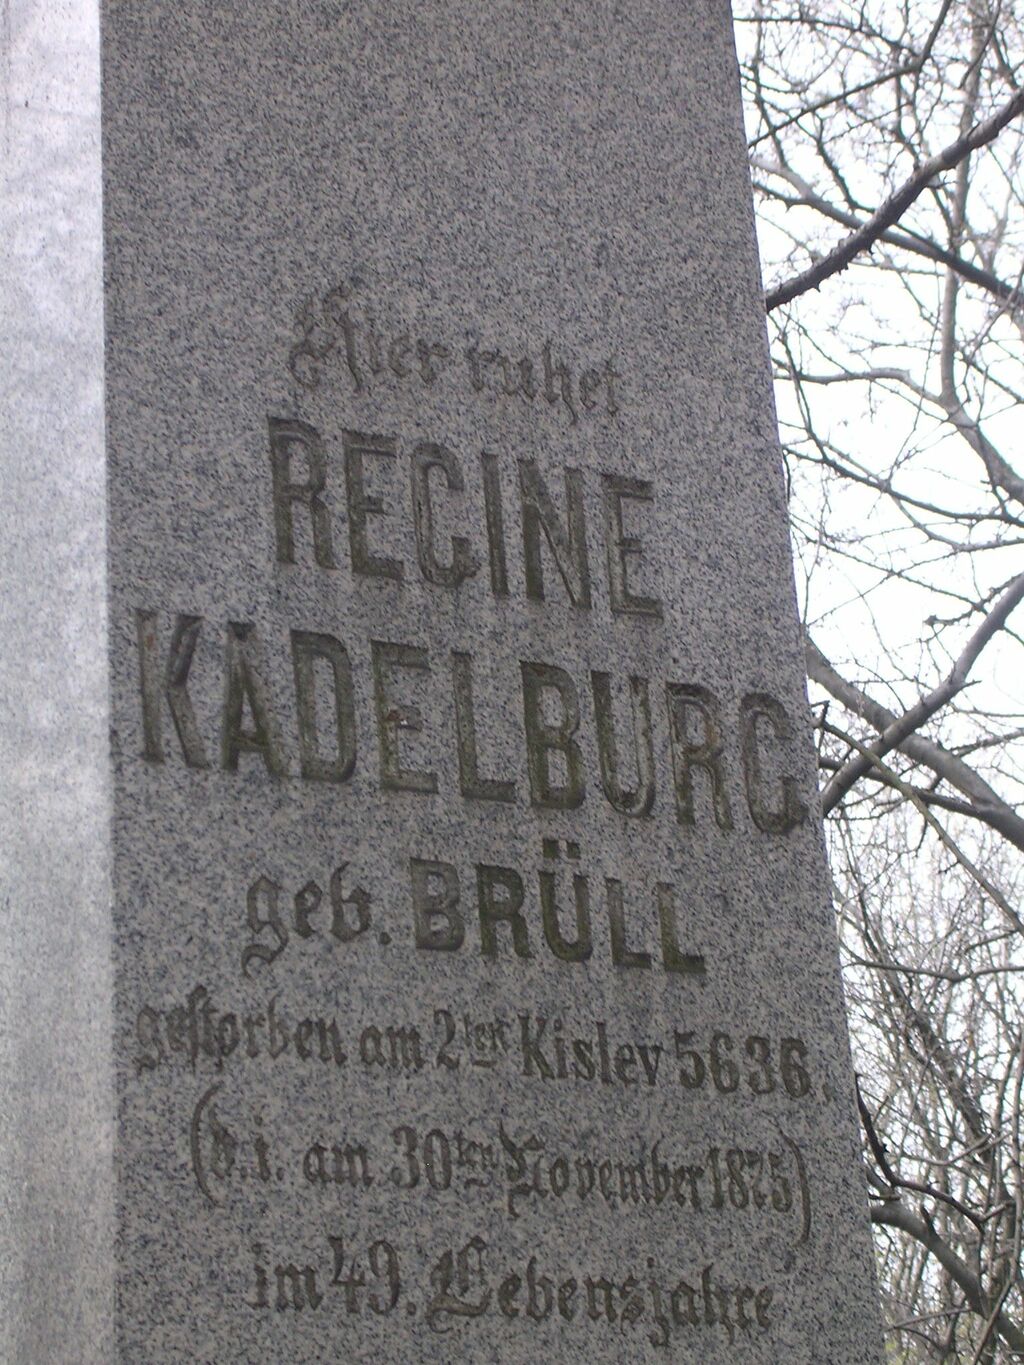 Hier ruhet
REGINE
KADELBURG
geb. BRÜLL
gestorben am 2ten Kislev 5636.
(d. i. am 30ten November 1875)
im 49. Lebensjahre